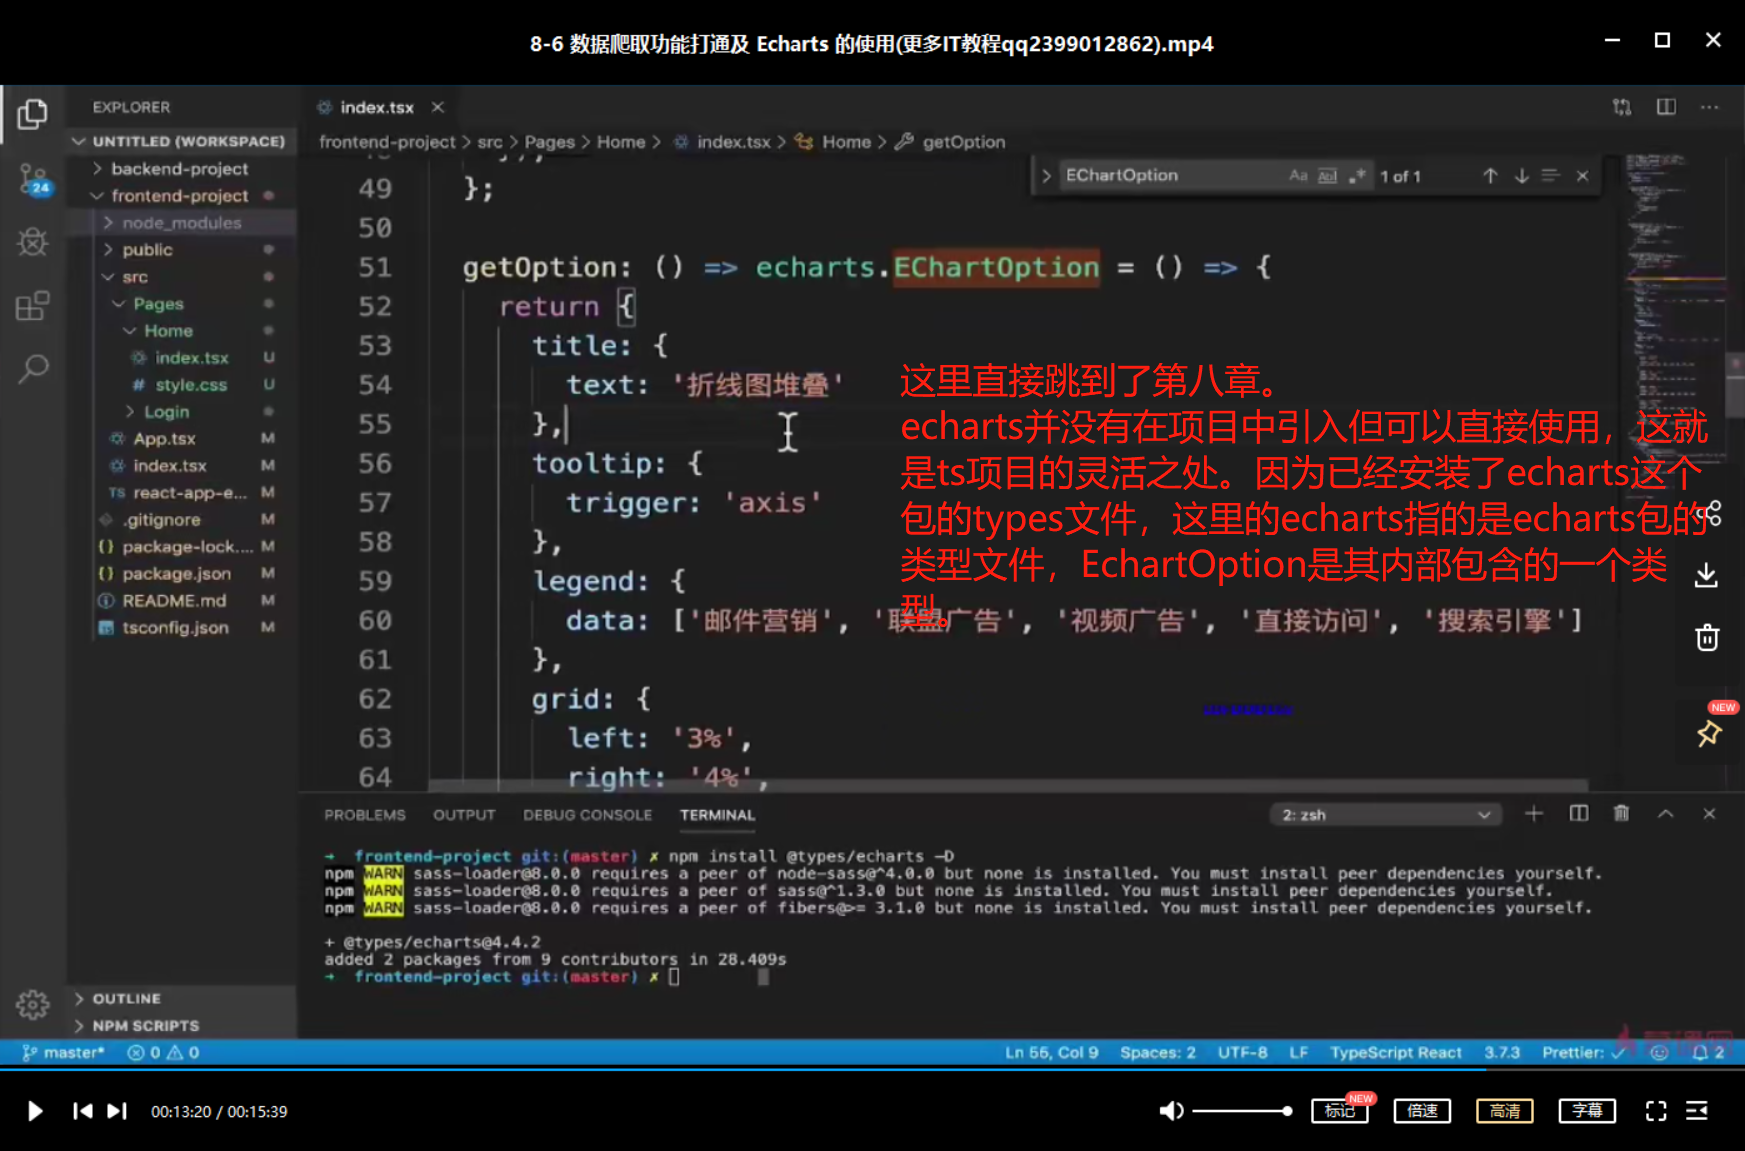 8-6 数据爬取功能打通及 Echarts 的使用(更多IT教程qq2399012862).mp4
EXPLORER
index.tsx
UNTITLED (WORKSPACE)
frontend-project > src > Pages > Home > index.tsx > Home > getOption
EChartOption
Aa
1 of 1
24
backend-project
frontend-project
node_modules
public
src
Pages
Home
index.tsx U
style.css U
Login
App.tsx M
index.tsx M
TS react-app-e... M
.gitignore M
package-lock.... M
package.json M
README.md M
tsconfig.json M
49 };
50
51 getOption: () => echarts.EChartOption = () => {
52 return {
53 title: {
54 text: '折线图堆叠'
55 },
56 tooltip: {
57 trigger: 'axis'
58 },
59 legend: {
60 data: ['邮件营销', '联盟广告', '视频广告', '直接访问', '搜索引擎']
61 },
62 grid: {
63 left: '3%',
64 right: '4%',
这里直接跳到了第八章。
echarts并没有在项目中引入但可以直接使用，这就
是ts项目的灵活之处。因为已经安装了echarts这个
包的types文件，这里的echarts指的是echarts包的
类型文件，EchartOption是其内部包含的一个类
型。
NEW
PROBLEMS OUTPUT DEBUG CONSOLE TERMINAL
2: zsh
→ frontend-project git:(master) ✗ npm install @types/echarts -D
npm WARN sass-loader@8.0.0 requires a peer of node-sass@^4.0.0 but none is installed. You must install peer dependencies yourself.
npm WARN sass-loader@8.0.0 requires a peer of sass@^1.3.0 but none is installed. You must install peer dependencies yourself.
npm WARN sass-loader@8.0.0 requires a peer of fibers@>= 3.1.0 but none is installed. You must install peer dependencies yourself.
+ @types/echarts@4.4.2
added 2 packages from 9 contributors in 28.409s
→ frontend-project git:(master) ✗
OUTLINE
NPM SCRIPTS
master* 0 0
Ln 55, Col 9 Spaces: 2 UTF-8 LF TypeScript React 3.7.3 Prettier: ✓ 2
00:13:20 / 00:15:39
标记 NEW
倍速
高清
字幕